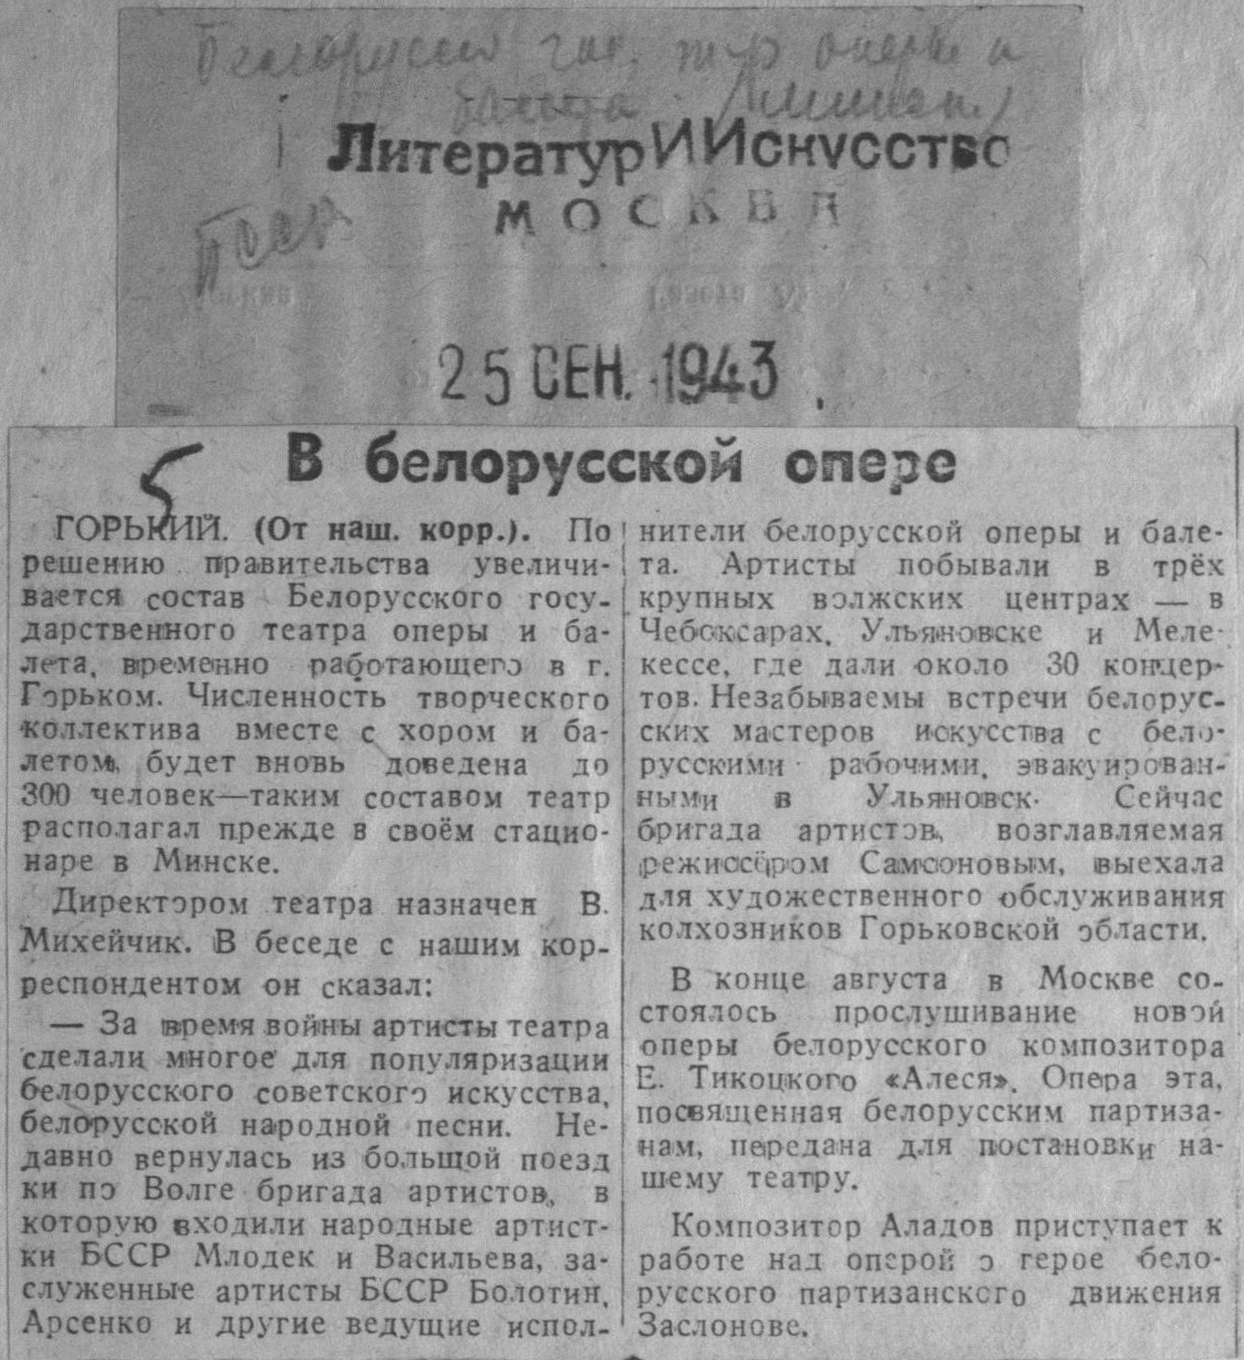 Белорусский гос. т-р оперы и
балета (Минск)
Литератур И Искусство
МОСКВА
25 СЕН. 1943
5
В белорусской опере
ГОРЬКИЙ. (От наш. корр.). По
решению правительства увеличи-
вается состав Белорусского госу-
дарственного театра оперы и ба-
лета, временно работающего в г.
Горьком. Численность творческого
коллектива вместе с хором и ба-
летом, будет вновь доведена до
300 человек—таким составом театр
располагал прежде в своём стацио-
наре в Минске.
Директором театра назначен В.
Михейчик. В беседе с нашим кор-
респондентом он сказал:
— За время войны артисты театра
сделали многое для популяризации
белорусского советского искусства,
белорусской народной песни. Не-
давно вернулась из большой поезд
ки по Волге бригада артистов, в
которую входили народные артист-
ки БССР Млодек и Васильева, за-
служенные артисты БССР Болотин,
Арсенко и другие ведущие испол-
нители белорусской оперы и бале-
та. Артисты побывали в трёх
крупных волжских центрах — в
Чебоксарах, Ульяновске и Меле-
кессе, где дали около 30 концер-
тов. Незабываемы встречи белорус-
ских мастеров искусства с бело-
русскими рабочими, эвакуирован-
ными в Ульяновск. Сейчас
бригада артистов, возглавляемая
режиссёром Самсоновым, выехала
для художественного обслуживания
колхозников Горьковской области.
В конце августа в Москве со-
стоялось прослушивание новой
оперы белорусского композитора
Е. Тикоцкого «Алеся». Опера эта,
посвященная белорусским партиза-
нам, передана для постановки на-
шему театру.
Композитор Аладов приступает к
работе над оперой о герое бело-
русского партизанского движения
Заслонове.